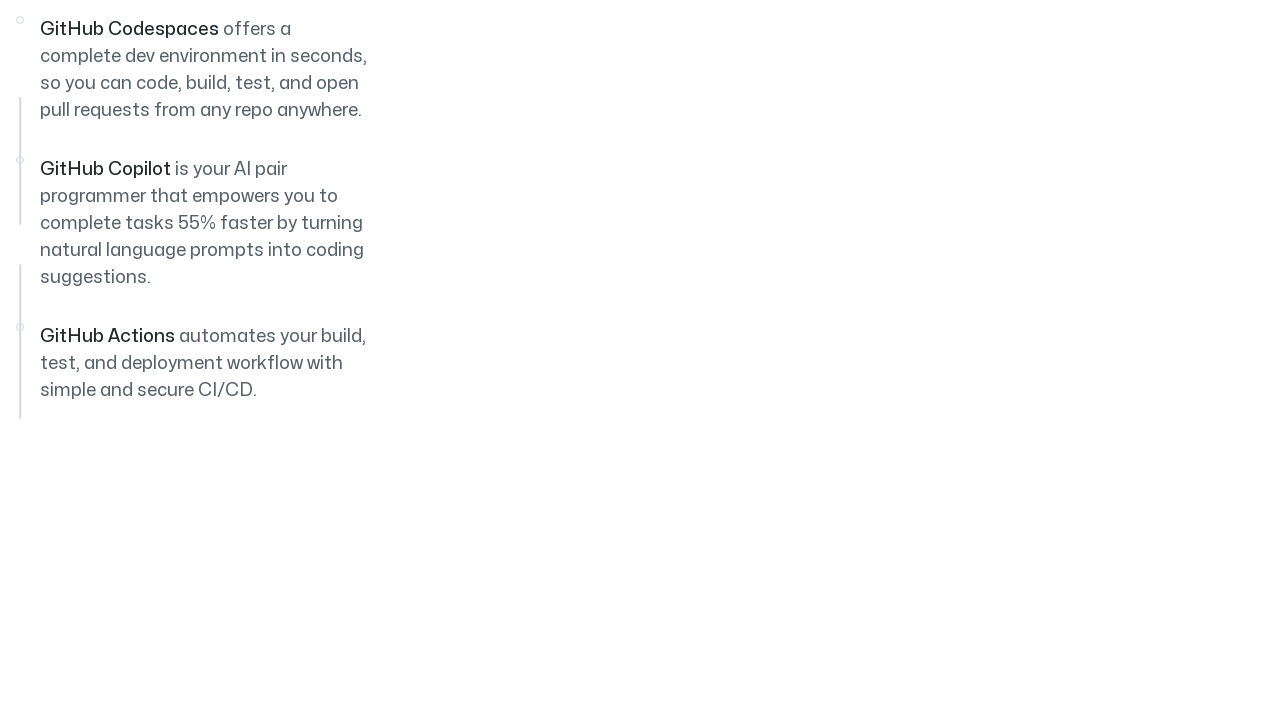 GitHub Codespaces offers a
complete dev environment in seconds,
so you can code, build, test, and open
pull requests from any repo anywhere.
GitHub Copilot is your AI pair
programmer that empowers you to
complete tasks 55% faster by turning
natural language prompts into coding
suggestions.
GitHub Actions automates your build,
test, and deployment workflow with
simple and secure CI/CD.